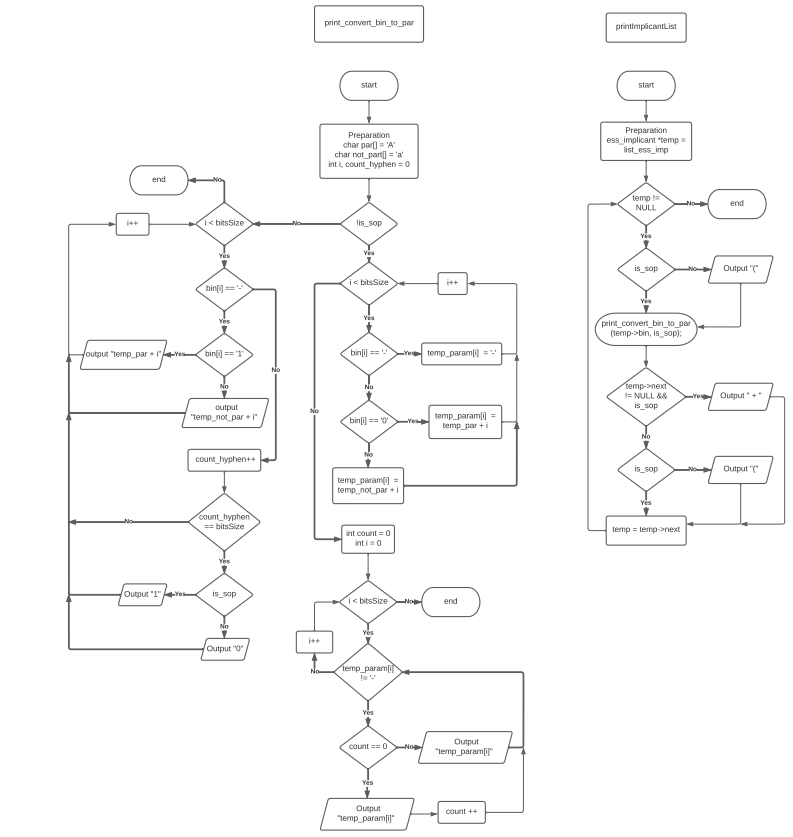 print_convert_bin_to_par
start
Preparation
char par[] = 'A'
char not_part[] = 'a'
int i, count_hyphen = 0
!is_sop
No
Yes
i < bitsSize
No
end
i++
Yes
bin[i] == '-'
No
Yes
bin[i] == '1'
Yes
output "temp_par + i"
No
output
"temp_not_par + i"
count_hyphen++
count_hyphen
== bitsSize
No
Yes
is_sop
Yes
Output "1"
No
Output "0"
i < bitsSize
i++
No
Yes
bin[i] == '-'
Yes
temp_param[i] = '-'
No
bin[i] == '0'
Yes
temp_param[i] =
temp_par + i
No
temp_param[i] =
temp_not_par + i
int count = 0
int i = 0
i < bitsSize
No
end
Yes
i++
No
temp_param[i]
!= '-'
Yes
count == 0
No
Output
"temp_param[i]"
Yes
Output
"temp_param[i]"
count ++
printImplicantList
start
Preparation
ess_implicant *temp =
list_ess_imp
temp !=
NULL
No
end
Yes
is_sop
No
Output "("
Yes
print_convert_bin_to_par
(temp->bin, is_sop);
temp->next
!= NULL &&
is_sop
Yes
Output " + "
No
is_sop
No
Output "("
Yes
temp = temp->next